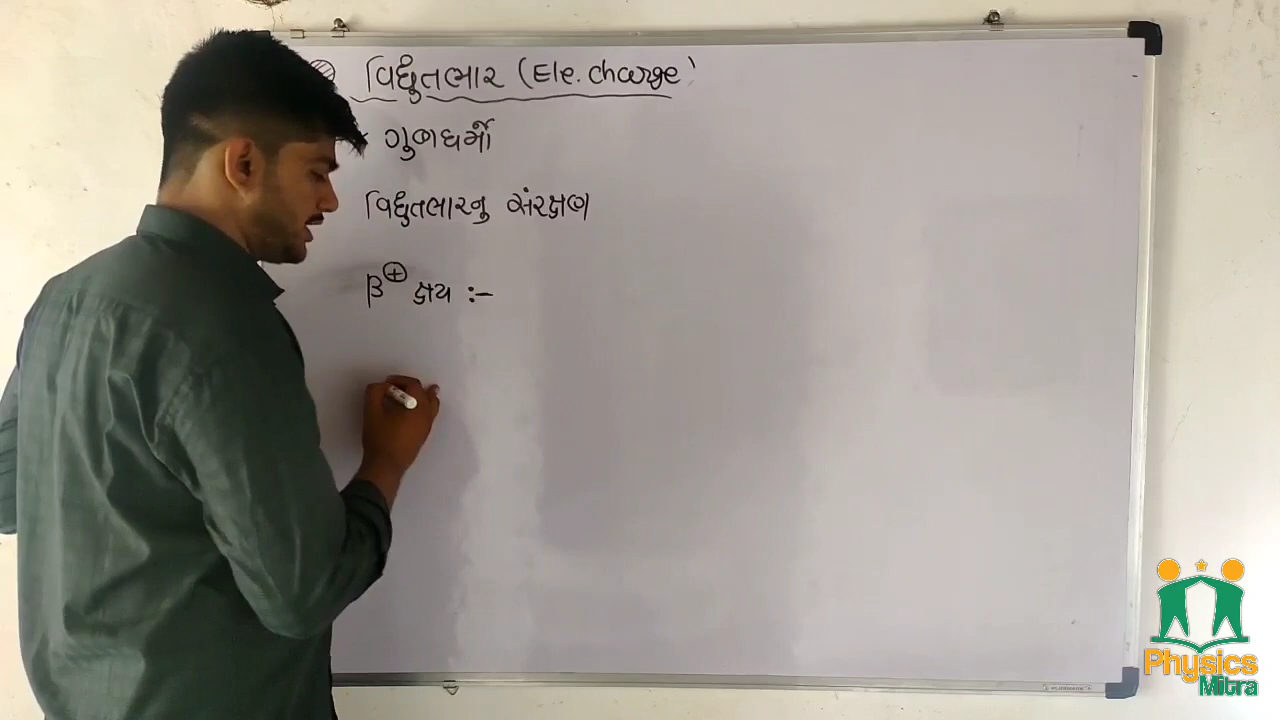 વિદ્યુતભાર (Ele. charge)
ગુણધર્મો
વિદ્યુતભારનુ સંરક્ષણ
β⊕ ક્ષય :-
Physics
Mitra